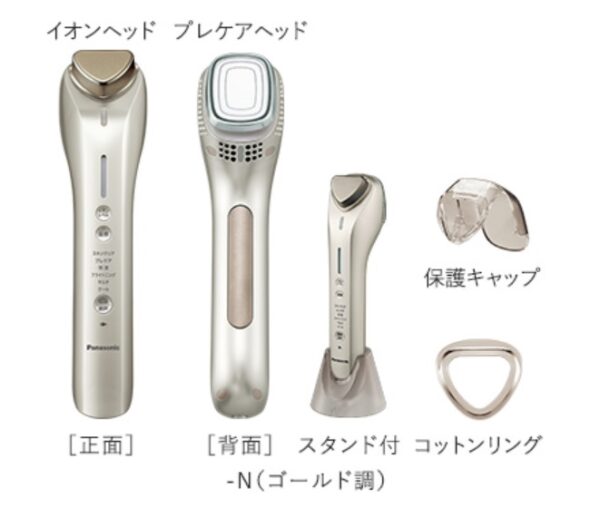 イオンヘッド プレケアヘッド
Panasonic
保護キャップ
[正面] [背面] スタンド付 コットンリング
-N(ゴールド調)